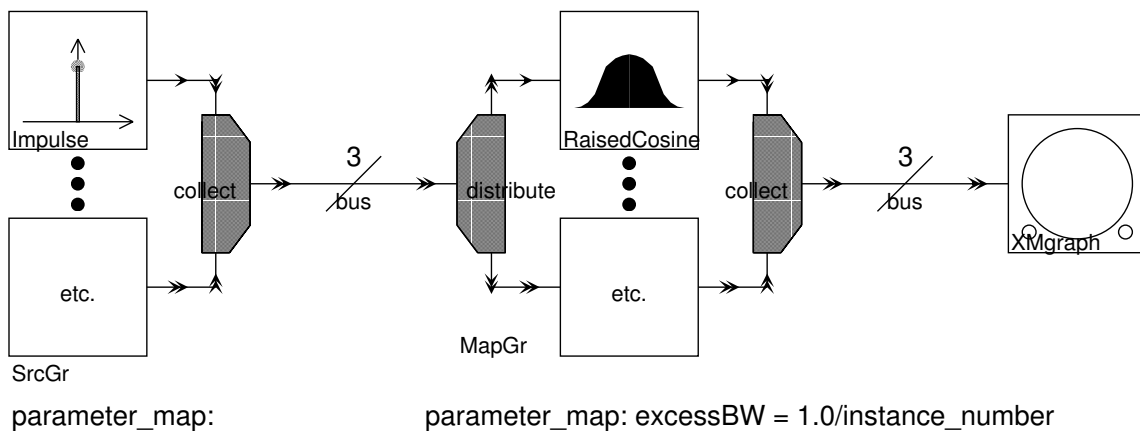 Impulse
RaisedCosine
3
3
collect
distribute
collect
bus
bus
XMgraph
etc.
etc.
MapGr
SrcGr
parameter_map:
parameter_map: excessBW = 1.0/instance_number